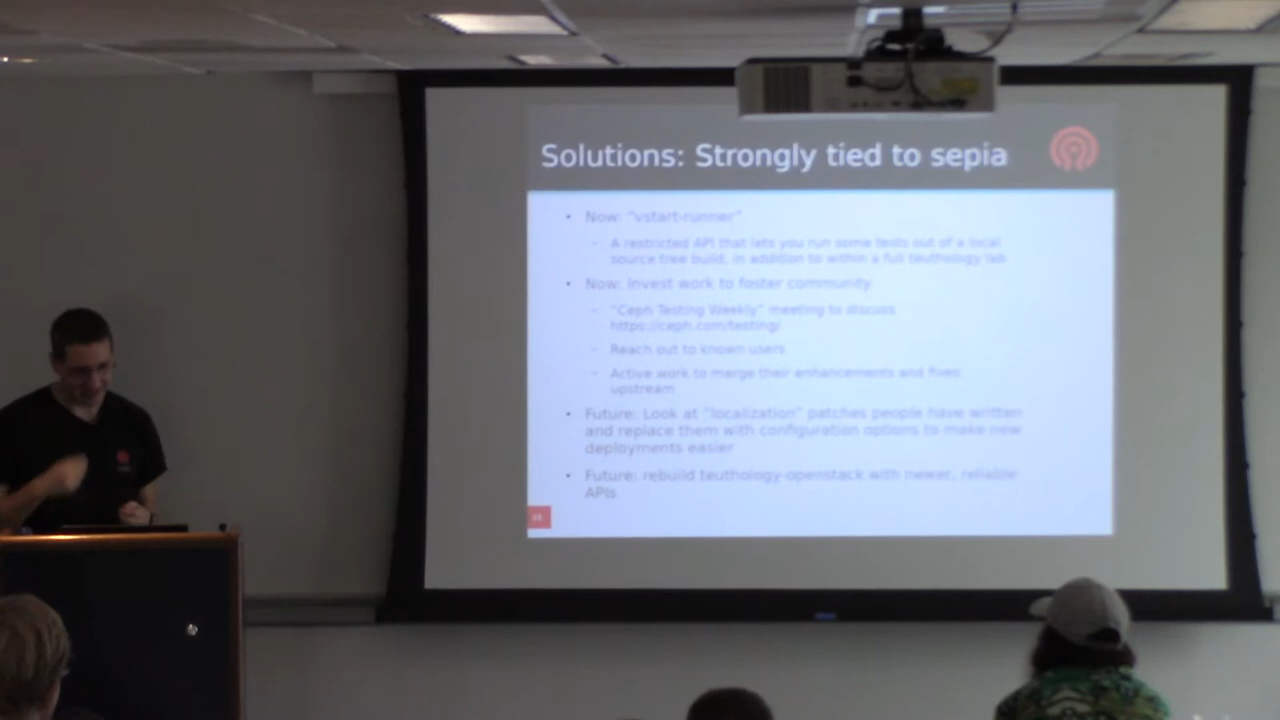 Solutions: Strongly tied to sepia
• Now: "vstart-runner"
– A restricted API that lets you run some tests out of a local
source tree build, in addition to within a full teuthology lab
• Now: Invest work to foster community
– "Ceph Testing Weekly" meeting to discuss
https://ceph.com/testing/
– Reach out to known users
– Active work to merge their enhancements and fixes
upstream
• Future: Look at "localization" patches people have written
and replace them with configuration options to make new
deployments easier
• Future: rebuild teuthology-openstack with newer, reliable
APIs